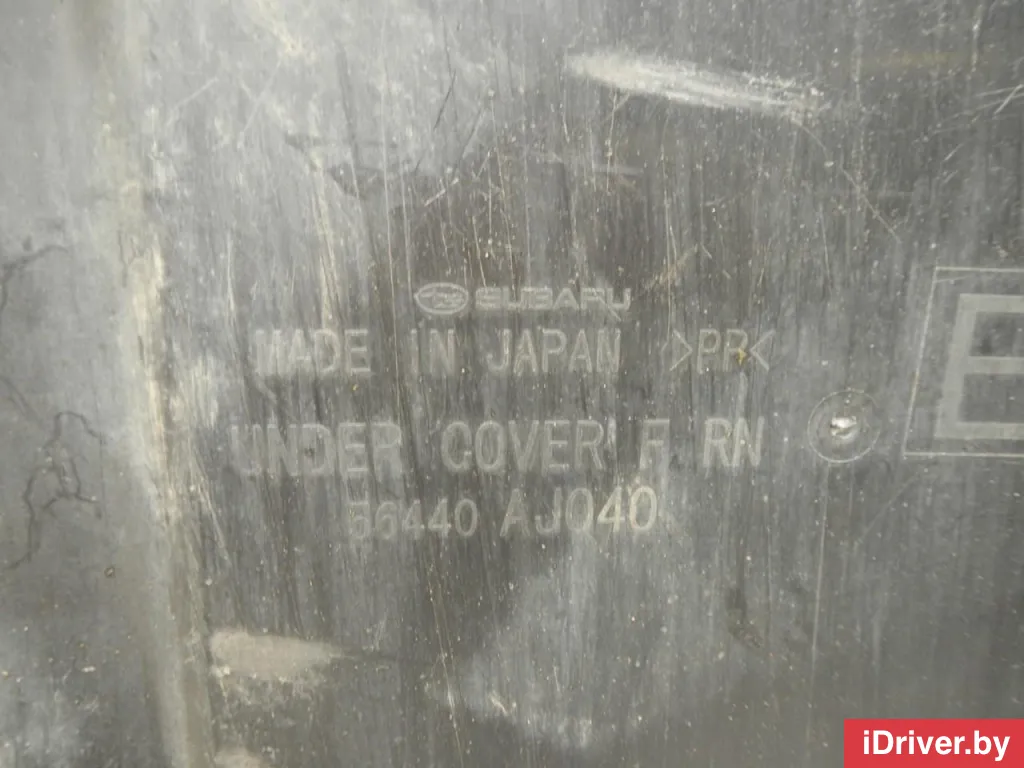 SUBARU
MADE IN JAPAN >PP<
UNDER COVER F RN
56440 AJ040
E
iDriver.by